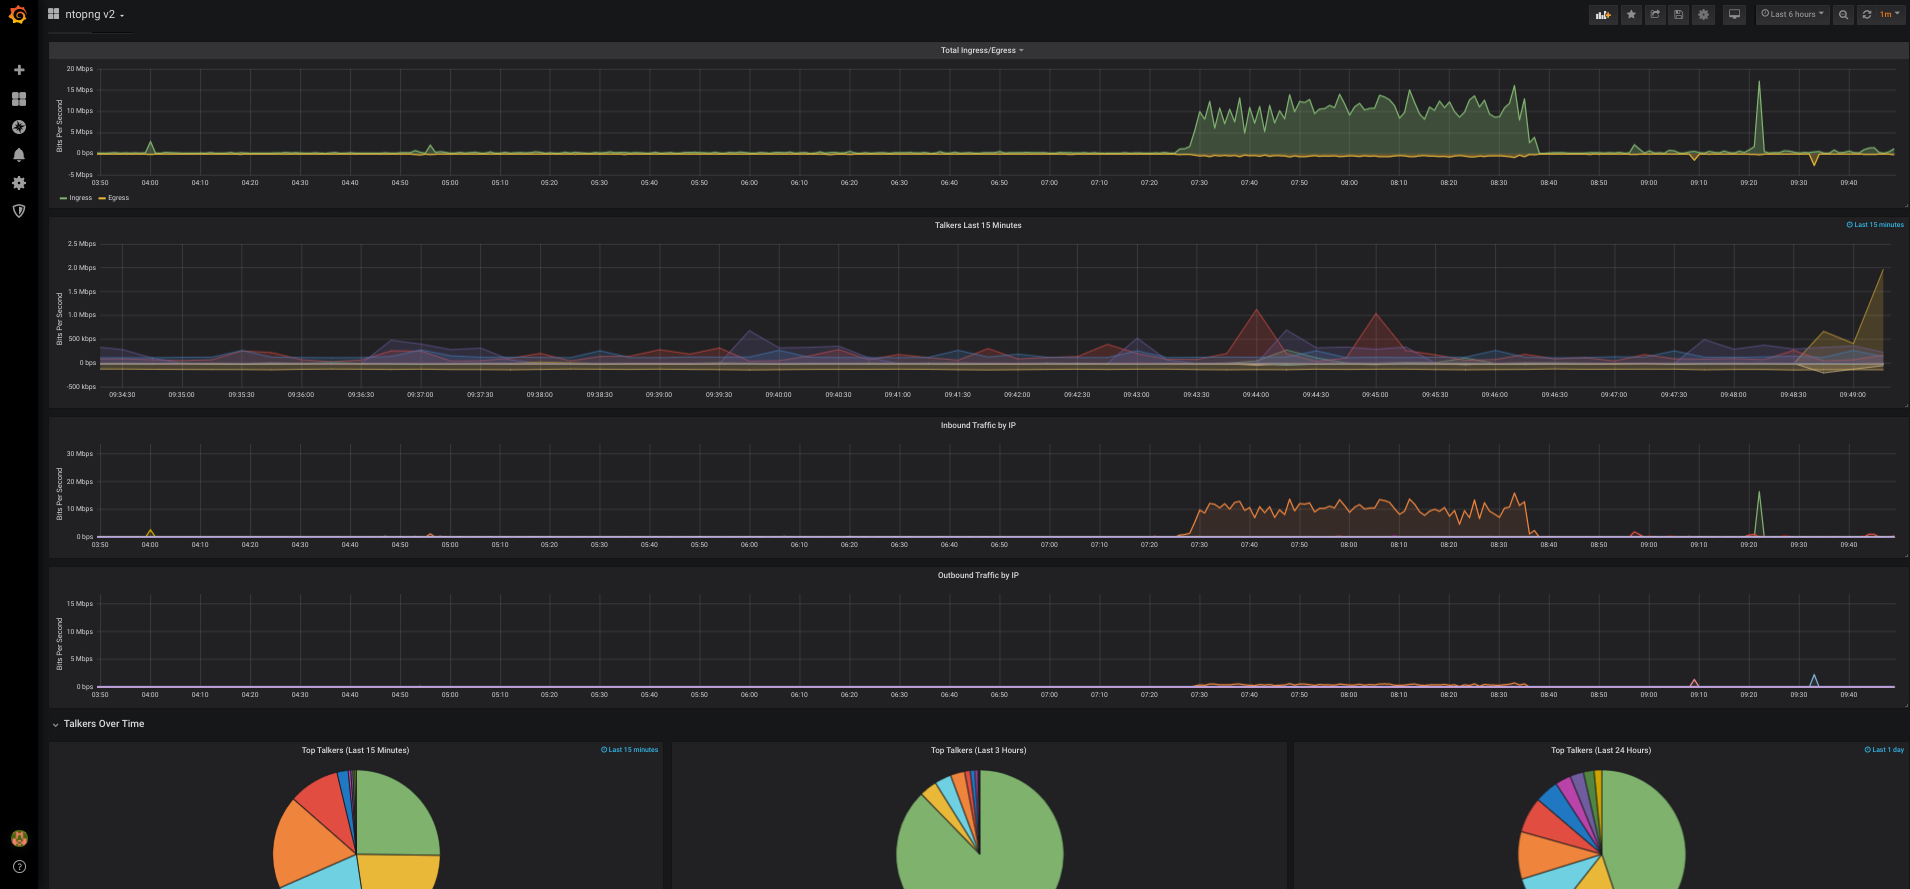 ntopng v2
Last 6 hours
1m
Total Ingress/Egress
Bits Per Second
20 Mbps
15 Mbps
10 Mbps
5 Mbps
0 bps
-5 Mbps
03:50 04:00 04:10 04:20 04:30 04:40 04:50 05:00 05:10 05:20 05:30 05:40 05:50 06:00 06:10 06:20 06:30 06:40 06:50 07:00 07:10 07:20 07:30 07:40 07:50 08:00 08:10 08:20 08:30 08:40 08:50 09:00 09:10 09:20 09:30 09:40
Ingress Egress
Talkers Last 15 Minutes
Last 15 minutes
Bits Per Second
2.5 Mbps
2.0 Mbps
1.5 Mbps
1.0 Mbps
500 kbps
0 bps
-500 kbps
09:34:30 09:35:00 09:35:30 09:36:00 09:36:30 09:37:00 09:37:30 09:38:00 09:38:30 09:39:00 09:39:30 09:40:00 09:40:30 09:41:00 09:41:30 09:42:00 09:42:30 09:43:00 09:43:30 09:44:00 09:44:30 09:45:00 09:45:30 09:46:00 09:46:30 09:47:00 09:47:30 09:48:00 09:48:30 09:49:00
Inbound Traffic by IP
Bits Per Second
30 Mbps
20 Mbps
10 Mbps
0 bps
03:50 04:00 04:10 04:20 04:30 04:40 04:50 05:00 05:10 05:20 05:30 05:40 05:50 06:00 06:10 06:20 06:30 06:40 06:50 07:00 07:10 07:20 07:30 07:40 07:50 08:00 08:10 08:20 08:30 08:40 08:50 09:00 09:10 09:20 09:30 09:40
Outbound Traffic by IP
Bits Per Second
15 Mbps
10 Mbps
5 Mbps
0 bps
03:50 04:00 04:10 04:20 04:30 04:40 04:50 05:00 05:10 05:20 05:30 05:40 05:50 06:00 06:10 06:20 06:30 06:40 06:50 07:00 07:10 07:20 07:30 07:40 07:50 08:00 08:10 08:20 08:30 08:40 08:50 09:00 09:10 09:20 09:30 09:40
Talkers Over Time
Top Talkers (Last 15 Minutes)
Last 15 minutes
Top Talkers (Last 3 Hours)
Top Talkers (Last 24 Hours)
Last 1 day